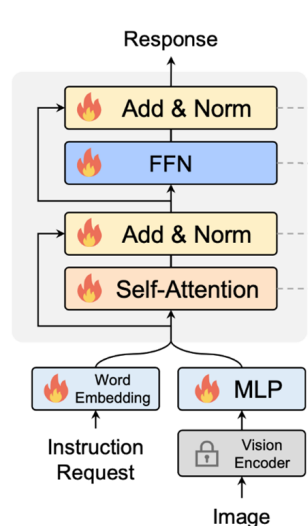 Response
Add & Norm
FFN
Add & Norm
Self-Attention
Word
Embedding
MLP
Instruction
Request
Vision
Encoder
Image